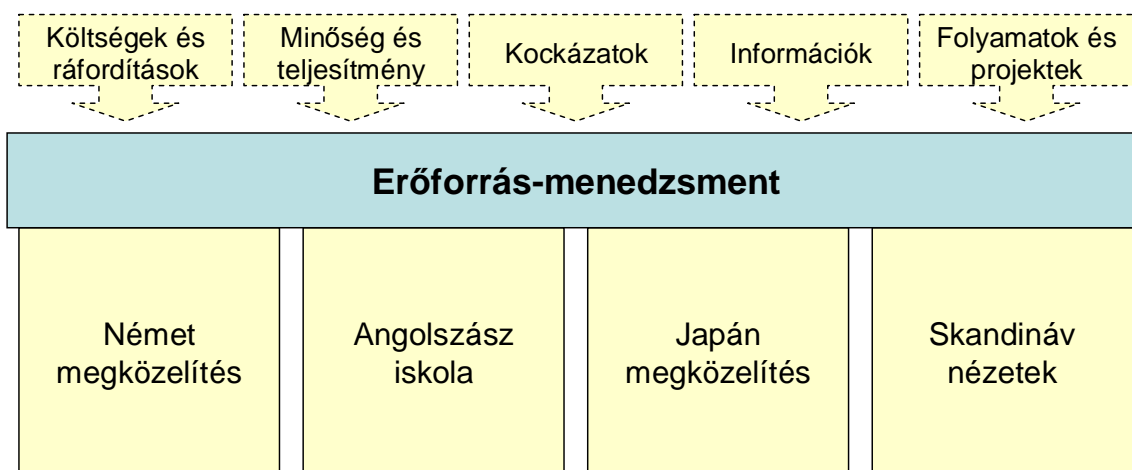 Költségek és
ráfordítások
Minőség és
teljesítmény
Kockázatok
Információk
Folyamatok és
projektek
Erőforrás-menedzsment
Német
megközelítés
Angolszász
iskola
Japán
megközelítés
Skandináv
nézetek